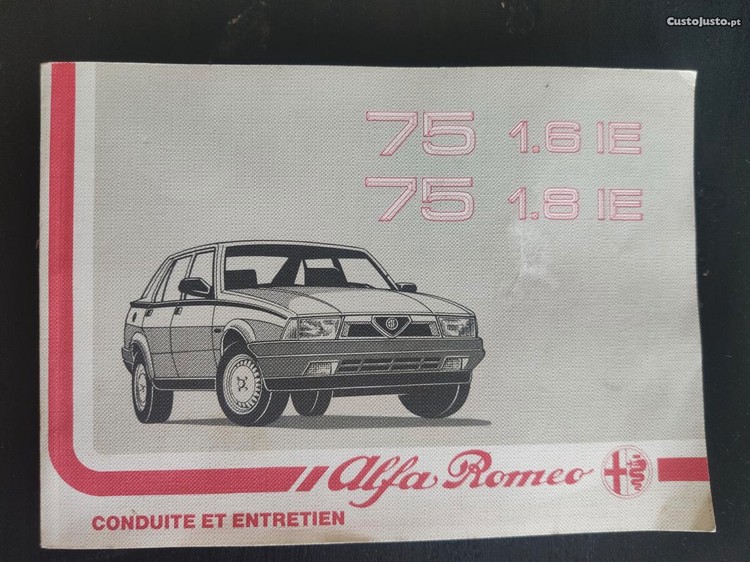 CustoJusto.pt
75 1.6 IE
75 1.8 IE
Alfa Romeo
CONDUITE ET ENTRETIEN